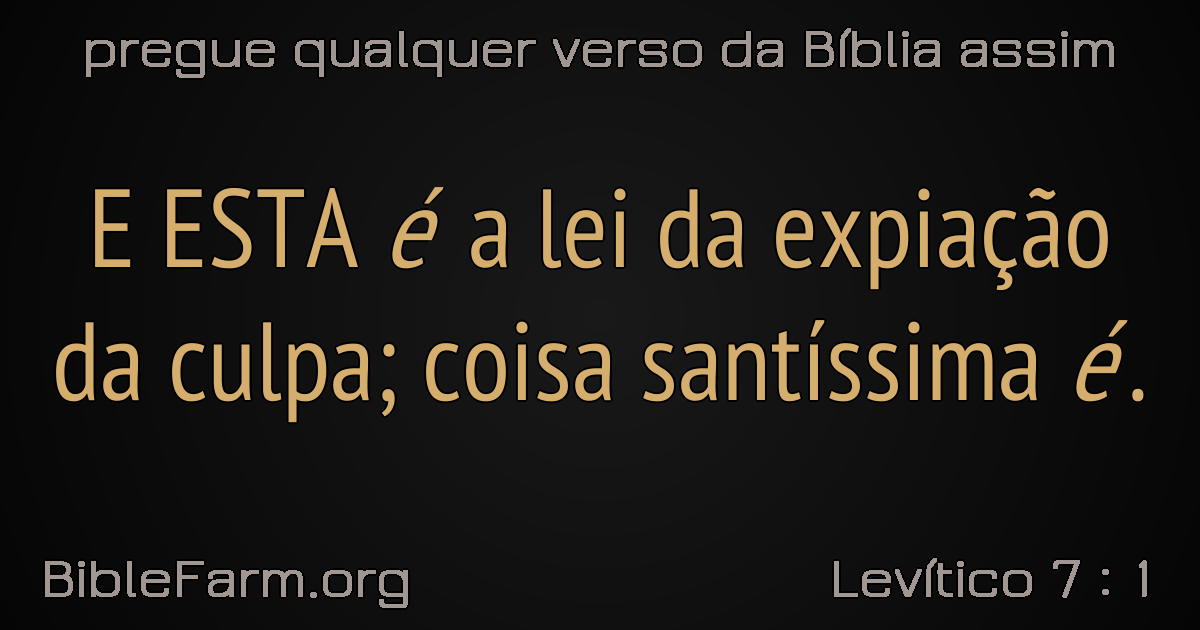 pregue qualquer verso da Bíblia assim
E ESTA é a lei da expiação
da culpa; coisa santíssima é.
BibleFarm.org
Levítico 7 : 1